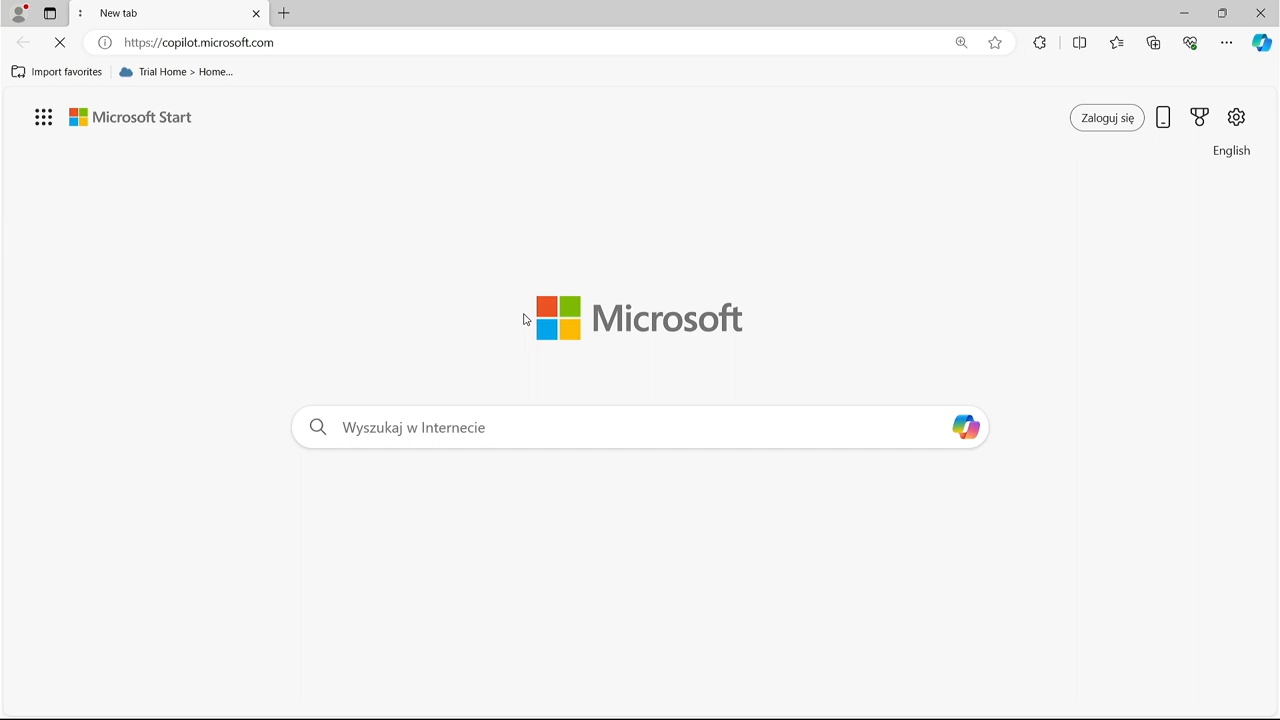 New tab
https://copilot.microsoft.com
Import favorites
Trial Home > Home...
Microsoft Start
Zaloguj się
English
Microsoft
Wyszukaj w Internecie